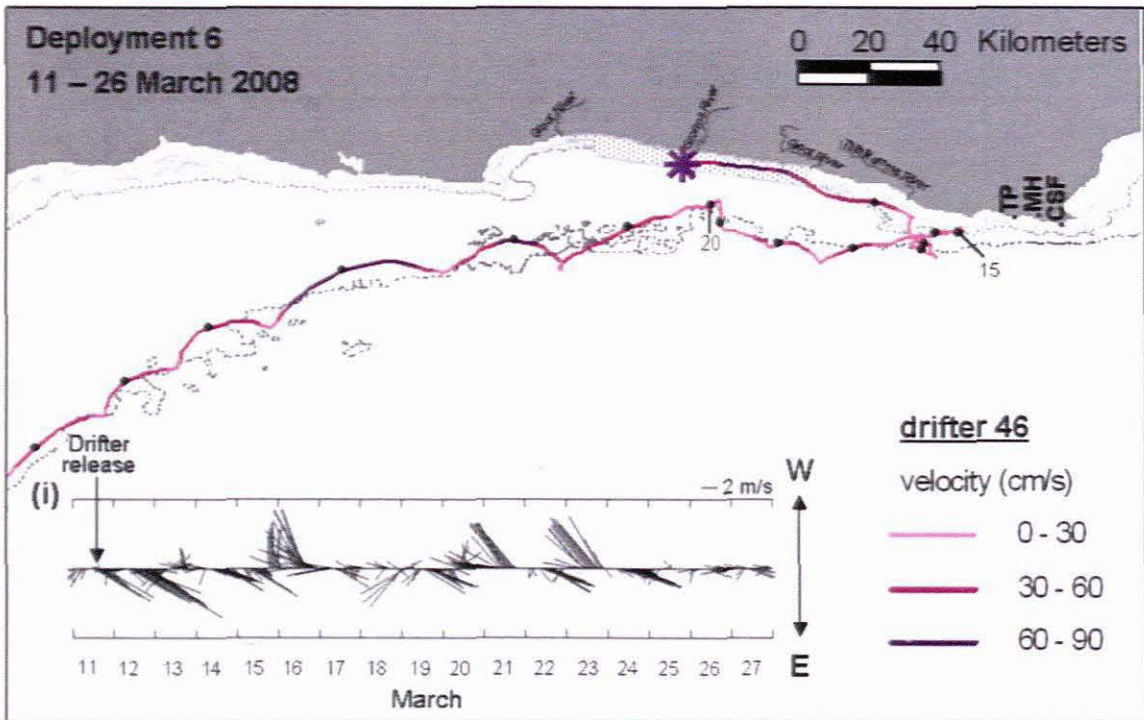 Deployment 6
11 – 26 March 2008
0 20 40 Kilometers
.TP
.MH
.CSF
20
15
Drifter
release
(i)
2 m/s
W
E
11 12 13 14 15 16 17 18 19 20 21 22 23 24 25 26 27
March
drifter 46
velocity (cm/s)
0 - 30
30 - 60
60 - 90